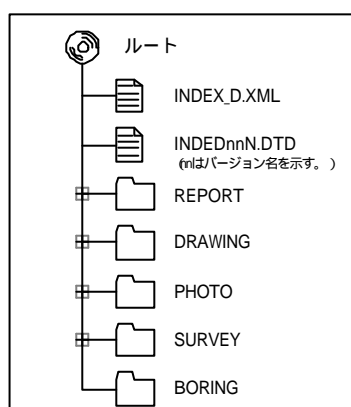 ルート
INDEX_D.XML
INDEDnnN.DTD
(nnはバージョン名を示す。)
REPORT
DRAWING
PHOTO
SURVEY
BORING